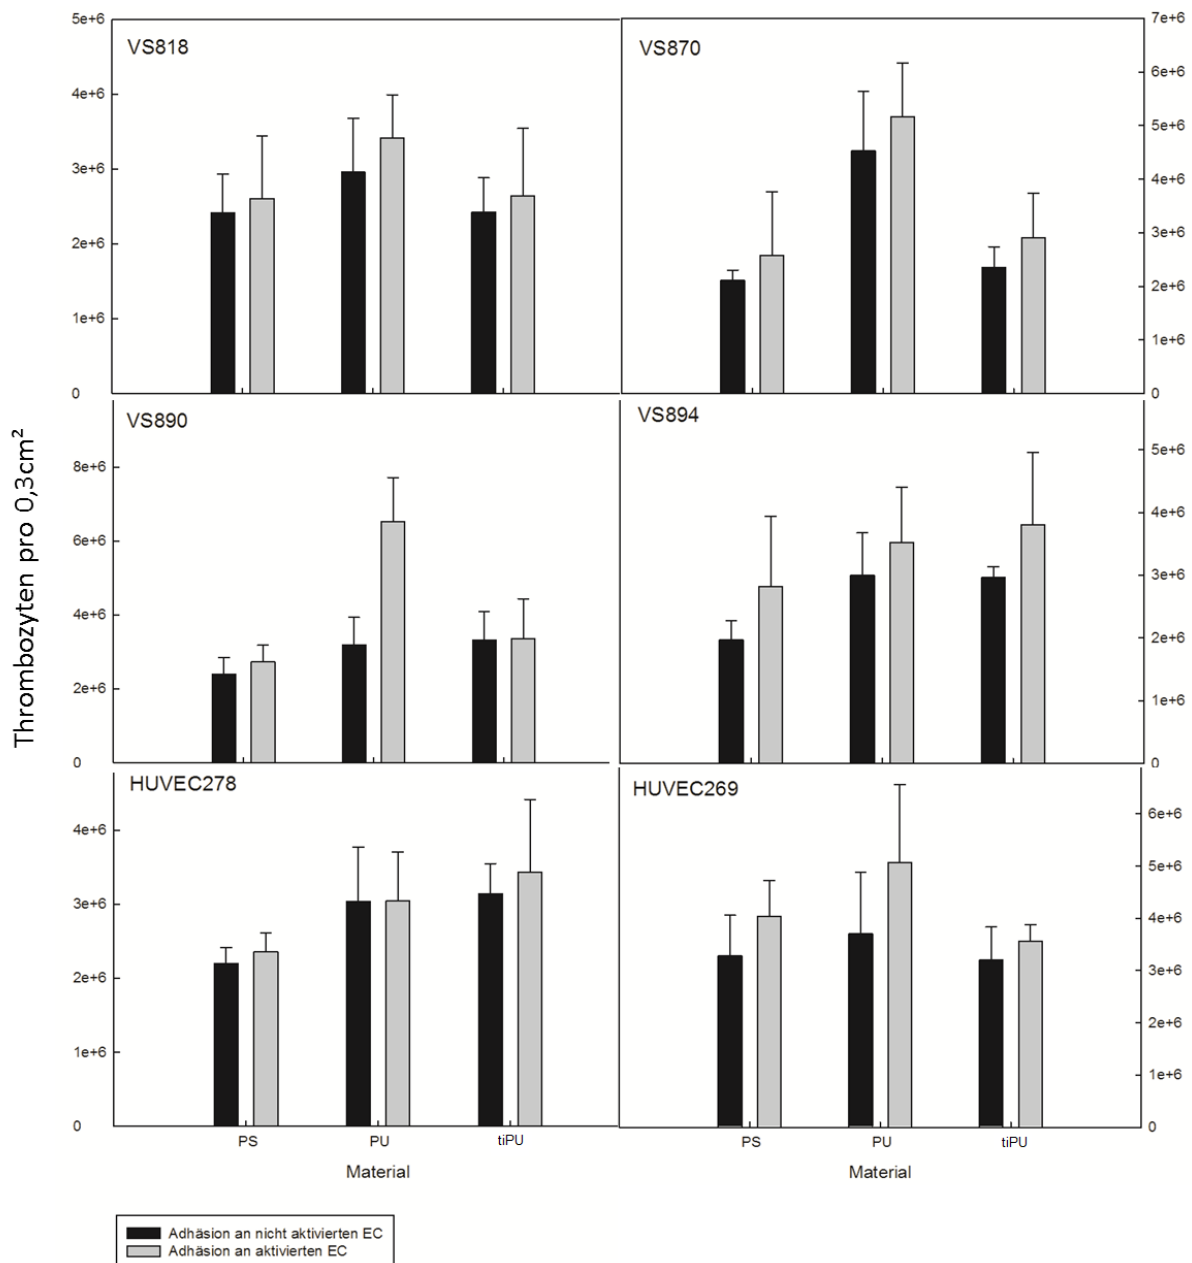 VS818
5e+6
4e+6
3e+6
2e+6
1e+6
0
VS870
7e+6
6e+6
5e+6
4e+6
3e+6
2e+6
1e+6
0
Thrombozyten pro 0,3cm²
VS890
8e+6
6e+6
4e+6
2e+6
0
VS894
5e+6
4e+6
3e+6
2e+6
1e+6
0
HUVEC278
4e+6
3e+6
2e+6
1e+6
0
PS PU tiPU
Material
HUVEC269
6e+6
5e+6
4e+6
3e+6
2e+6
1e+6
0
PS PU tiPU
Material
Adhäsion an nicht aktivierten EC
Adhäsion an aktivierten EC